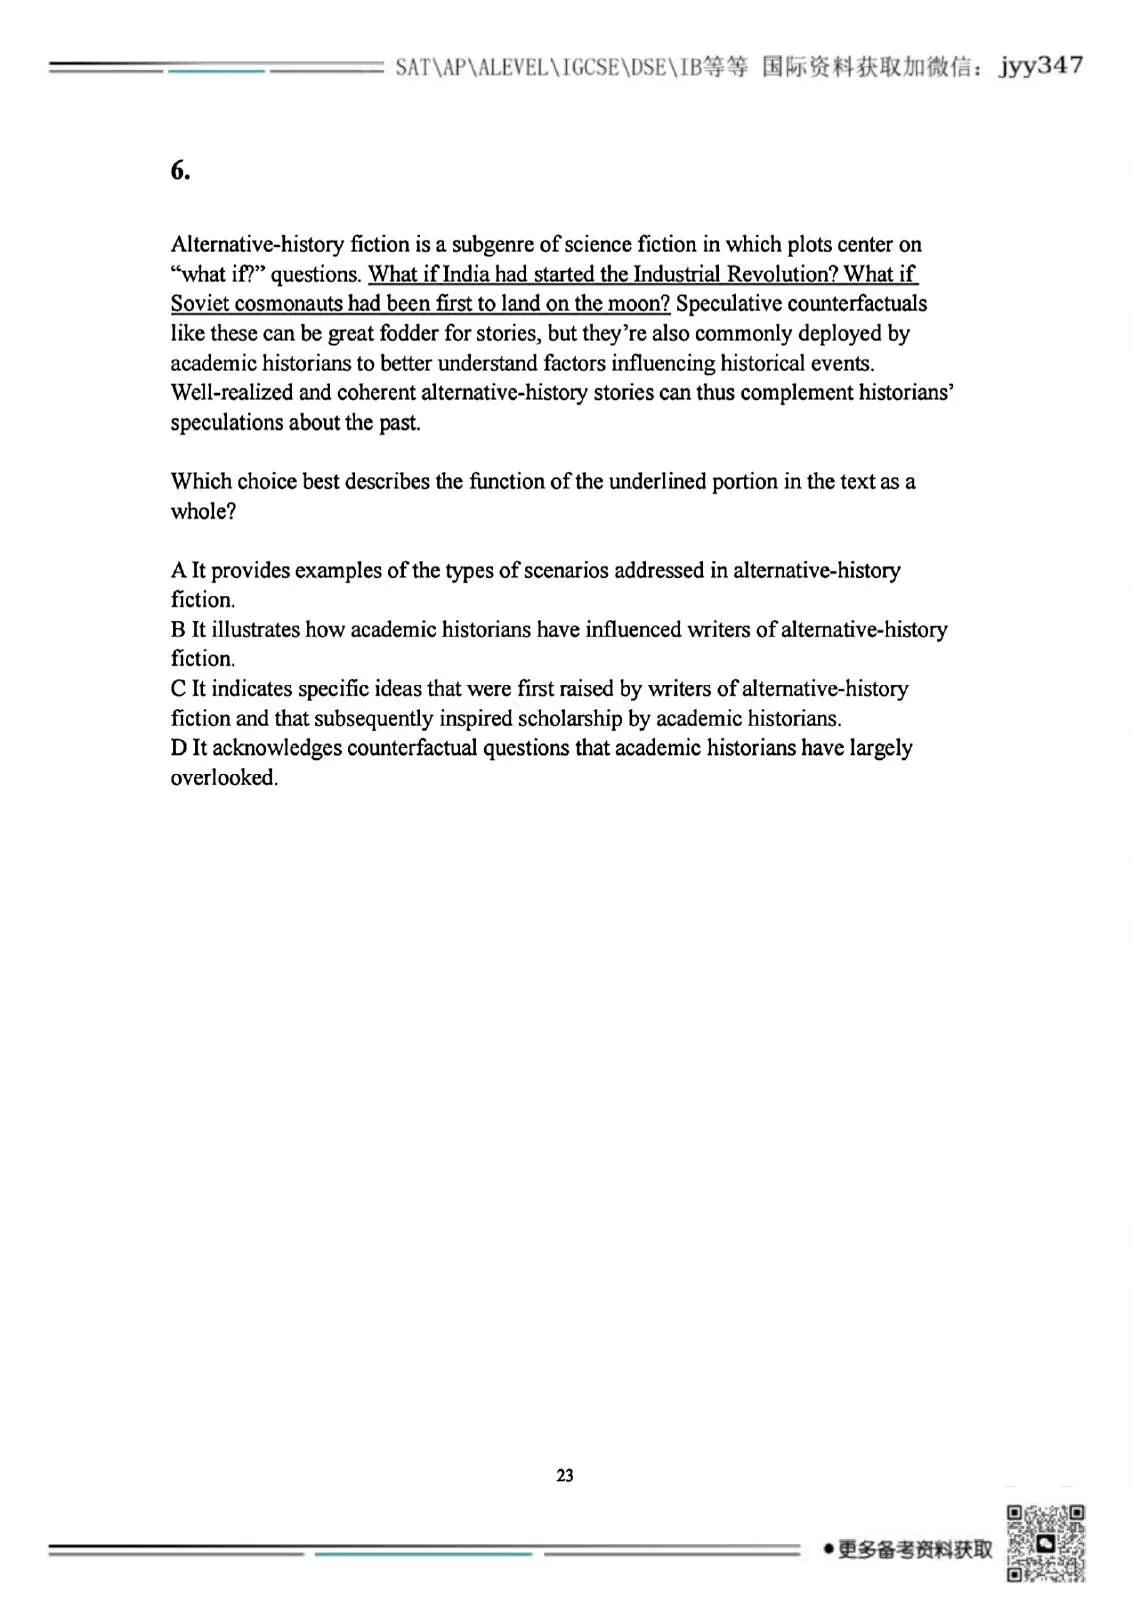 SAT\AP\ALEVEL\IGCSE\DSE\IB等等 国际资料获取加微信： jyy347
6.
Alternative-history fiction is a subgenre of science fiction in which plots center on
“what if?” questions. What if India had started the Industrial Revolution? What if
Soviet cosmonauts had been first to land on the moon? Speculative counterfactuals
like these can be great fodder for stories, but they’re also commonly deployed by
academic historians to better understand factors influencing historical events.
Well-realized and coherent alternative-history stories can thus complement historians’
speculations about the past.
Which choice best describes the function of the underlined portion in the text as a
whole?
A It provides examples of the types of scenarios addressed in alternative-history
fiction.
B It illustrates how academic historians have influenced writers of alternative-history
fiction.
C It indicates specific ideas that were first raised by writers of alternative-history
fiction and that subsequently inspired scholarship by academic historians.
D It acknowledges counterfactual questions that academic historians have largely
overlooked.
23
●更多备考资料获取